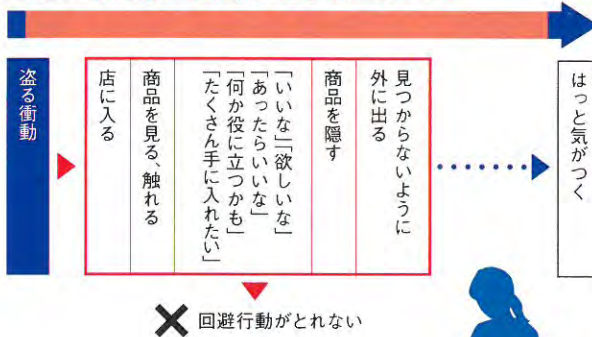 盗る衝動
店に入る
商品を見る、触れる
「いいな」「欲しいな」
「あったらいいな」
「何か役に立つかも」
「たくさん手に入れたい」
商品を隠す
見つからないように
外に出る
はっと気がつく
回避行動がとれない